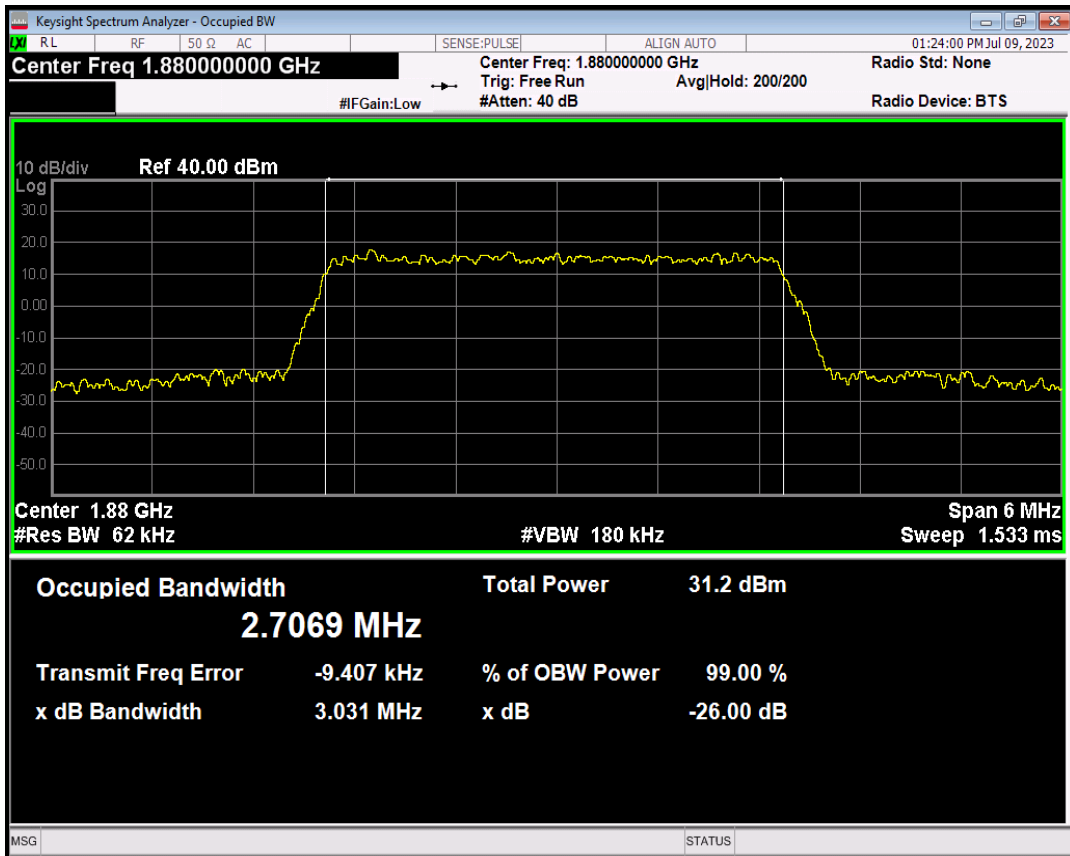 Keysight Spectrum Analyzer - Occupied BW
LXI RL RF 50 Ω AC SENSE:PULSE ALIGN AUTO 01:24:00 PM Jul 09, 2023
Center Freq 1.880000000 GHz Center Freq: 1.880000000 GHz Radio Std: None
Trig: Free Run Avg|Hold: 200/200
#IFGain:Low #Atten: 40 dB Radio Device: BTS
10 dB/div Ref 40.00 dBm
Log
30.0
20.0
10.0
0.00
-10.0
-20.0
-30.0
-40.0
-50.0
Center 1.88 GHz Span 6 MHz
#Res BW 62 kHz #VBW 180 kHz Sweep 1.533 ms
Occupied Bandwidth Total Power 31.2 dBm
2.7069 MHz
Transmit Freq Error -9.407 kHz % of OBW Power 99.00 %
x dB Bandwidth 3.031 MHz x dB -26.00 dB
MSG STATUS